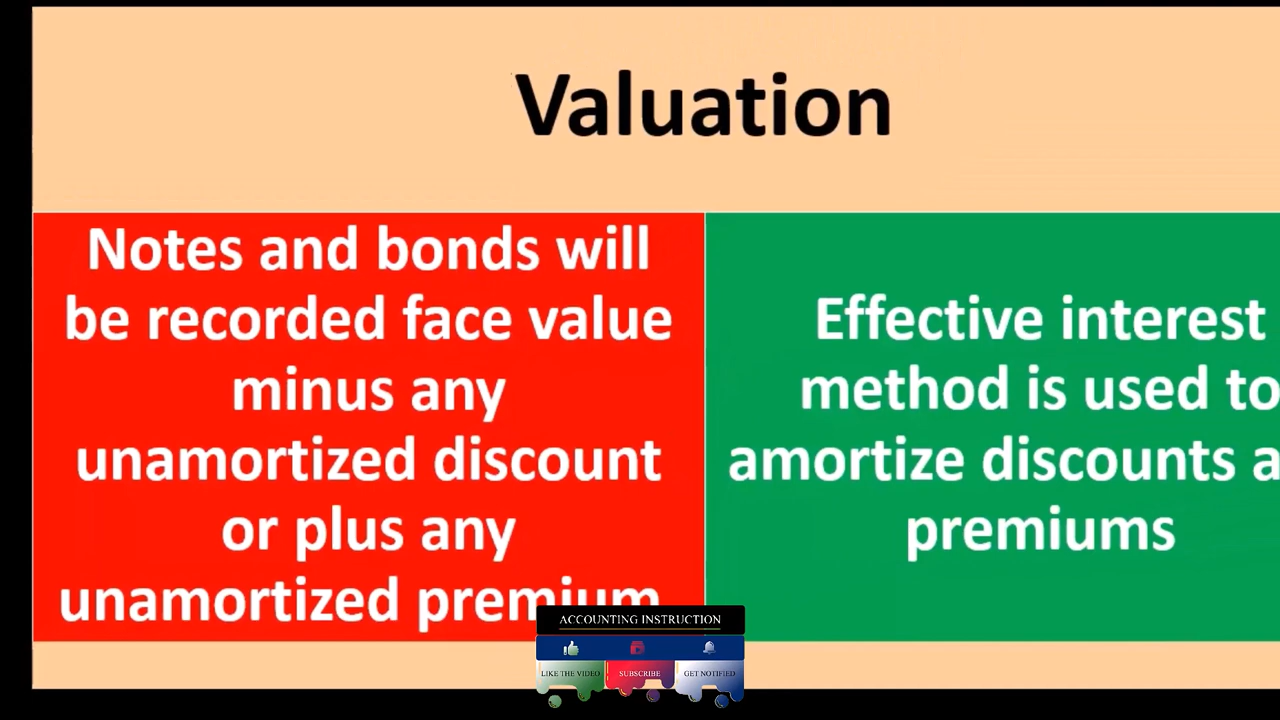 Valuation
Notes and bonds will
be recorded face value
minus any
unamortized discount
or plus any
unamortized premium
Effective interest
method is used to
amortize discounts a
premiums
ACCOUNTING INSTRUCTION
LIKE THE VIDEO
SUBSCRIBE
GET NOTIFIED